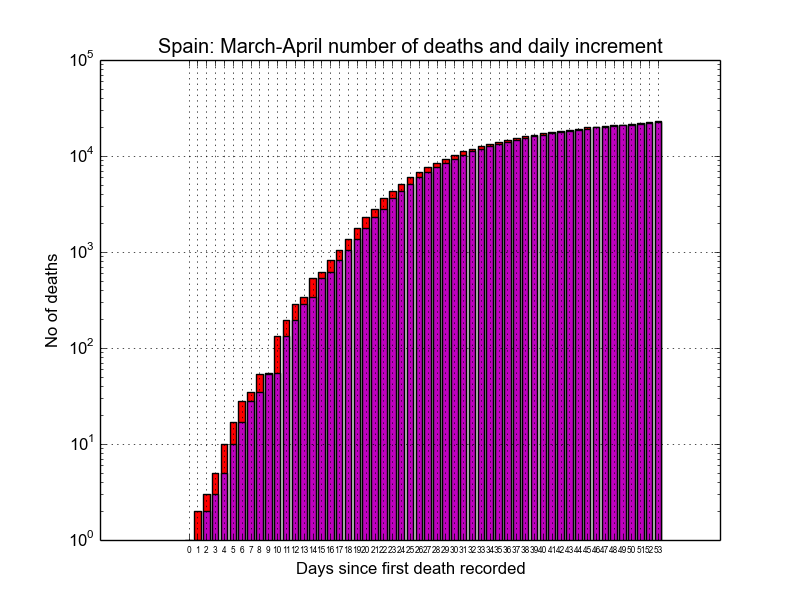 Spain: March-April number of deaths and daily increment
10^5
10^4
10^3
10^2
10^1
10^0
No of deaths
0 1 2 3 4 5 6 7 8 9 10 11 12 13 14 15 16 17 18 19 20 21 22 23 24 25 26 27 28 29 30 31 32 33 34 35 36 37 38 39 40 41 42 43 44 45 46 47 48 49 50 51 52 53
Days since first death recorded